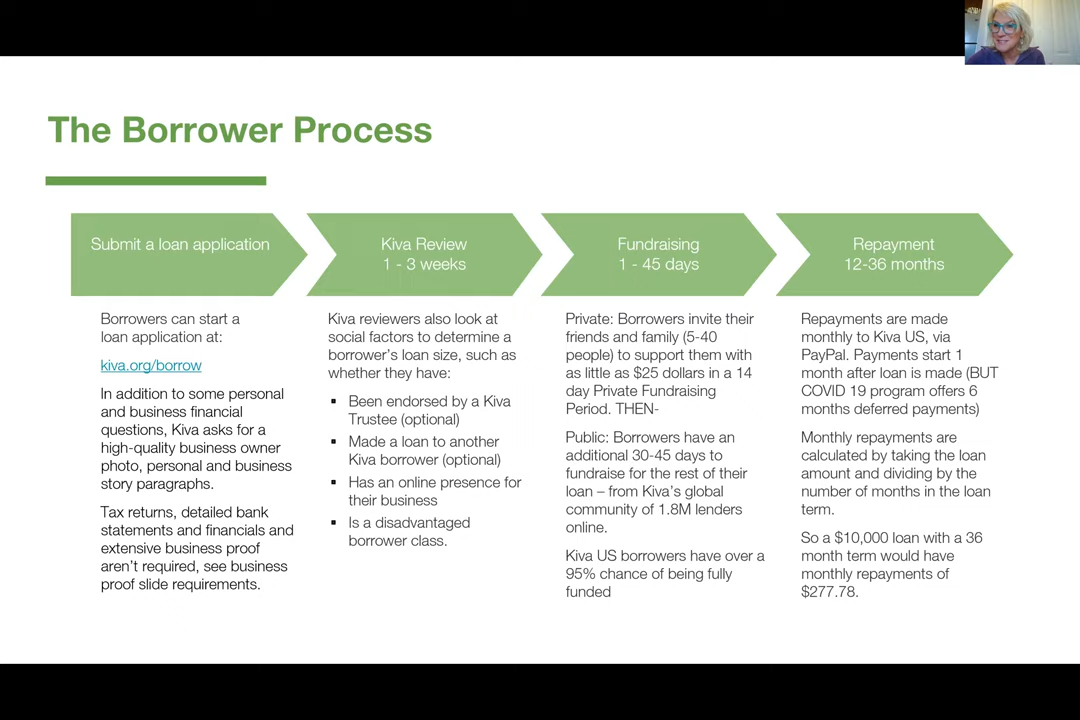 The Borrower Process
Submit a loan application
Kiva Review
1 - 3 weeks
Fundraising
1 - 45 days
Repayment
12-36 months
Borrowers can start a
loan application at:
kiva.org/borrow
In addition to some personal
and business financial
questions, Kiva asks for a
high-quality business owner
photo, personal and business
story paragraphs.
Tax returns, detailed bank
statements and financials and
extensive business proof
aren't required, see business
proof slide requirements.
Kiva reviewers also look at
social factors to determine a
borrower's loan size, such as
whether they have:
▪ Been endorsed by a Kiva
Trustee (optional)
▪ Made a loan to another
Kiva borrower (optional)
▪ Has an online presence for
their business
▪ Is a disadvantaged
borrower class.
Private: Borrowers invite their
friends and family (5-40
people) to support them with
as little as $25 dollars in a 14
day Private Fundraising
Period. THEN-
Public: Borrowers have an
additional 30-45 days to
fundraise for the rest of their
loan – from Kiva's global
community of 1.8M lenders
online.
Kiva US borrowers have over a
95% chance of being fully
funded
Repayments are made
monthly to Kiva US, via
PayPal. Payments start 1
month after loan is made (BUT
COVID 19 program offers 6
months deferred payments)
Monthly repayments are
calculated by taking the loan
amount and dividing by the
number of months in the loan
term.
So a $10,000 loan with a 36
month term would have
monthly repayments of
$277.78.